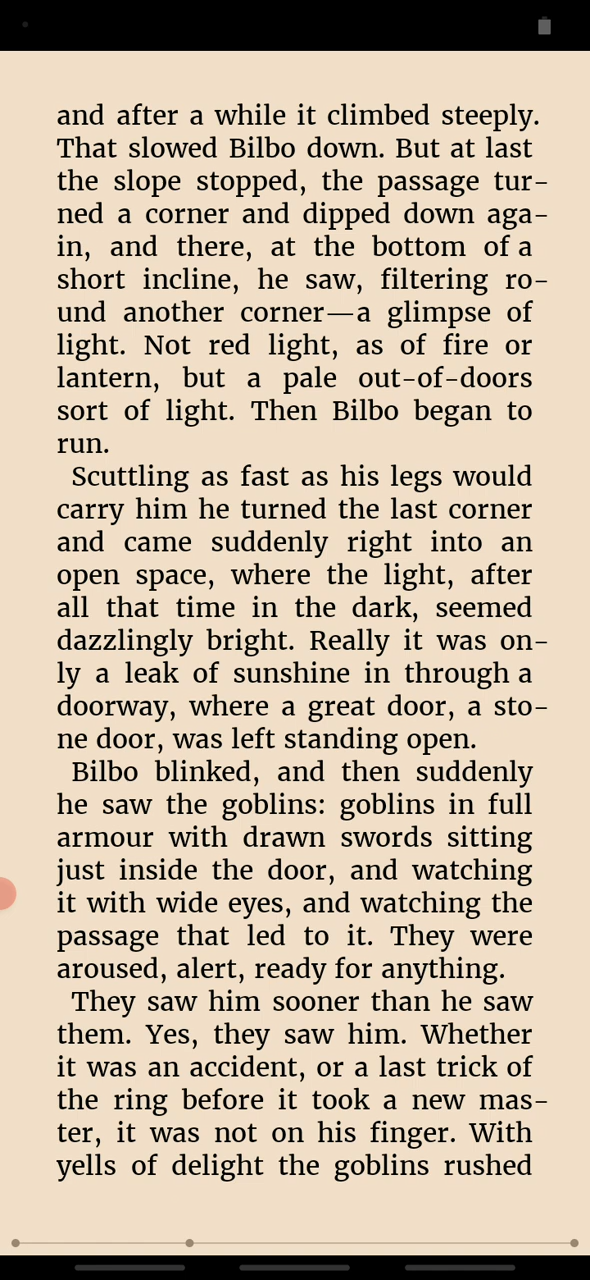 and after a while it climbed steeply.
That slowed Bilbo down. But at last
the slope stopped, the passage tur-
ned a corner and dipped down aga-
in, and there, at the bottom of a
short incline, he saw, filtering ro-
und another corner—a glimpse of
light. Not red light, as of fire or
lantern, but a pale out-of-doors
sort of light. Then Bilbo began to
run.
Scuttling as fast as his legs would
carry him he turned the last corner
and came suddenly right into an
open space, where the light, after
all that time in the dark, seemed
dazzlingly bright. Really it was on-
ly a leak of sunshine in through a
doorway, where a great door, a sto-
ne door, was left standing open.
Bilbo blinked, and then suddenly
he saw the goblins: goblins in full
armour with drawn swords sitting
just inside the door, and watching
it with wide eyes, and watching the
passage that led to it. They were
aroused, alert, ready for anything.
They saw him sooner than he saw
them. Yes, they saw him. Whether
it was an accident, or a last trick of
the ring before it took a new mas-
ter, it was not on his finger. With
yells of delight the goblins rushed